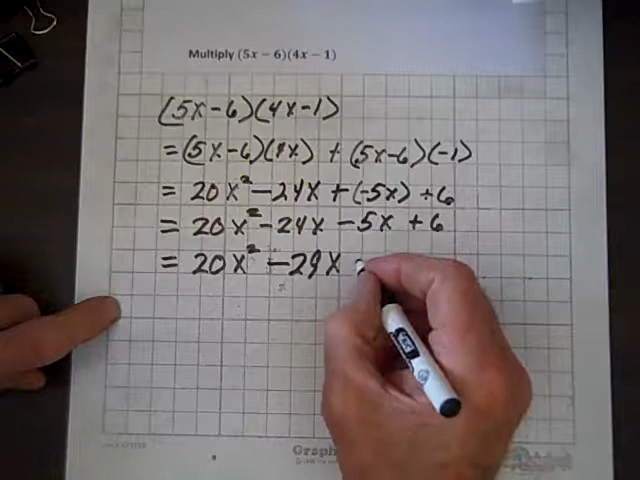 Multiply (5x − 6)(4x − 1)
(5x-6)(4x-1)
= (5x-6)(4x) + (5x-6)(-1)
= 20x² - 24x + (-5x) + 6
= 20x² - 24x - 5x + 6
= 20x² - 29x
Graph